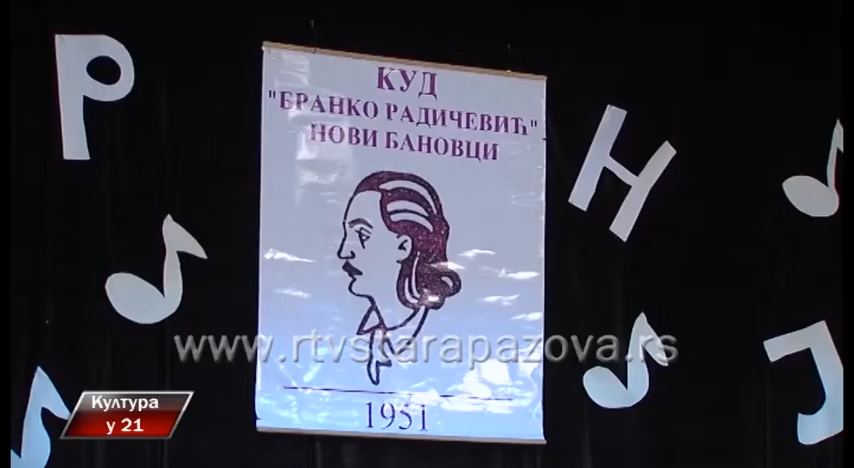 Р
КУД
"БРАНКО РАДИЧЕВИЋ"
НОВИ БАНОВЦИ
Н
Ј
1951
www.rtvstarapazova.rs
Култура
у 21